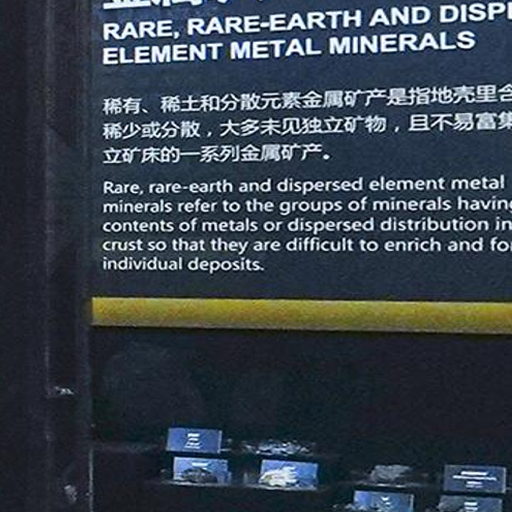 RARE, RARE-EARTH AND DISP
ELEMENT METAL MINERALS
稀有、稀土和分散元素金属矿产是指地壳里含
稀少或分散，大多未见独立矿物，且不易富集
立矿床的一系列金属矿产。
Rare, rare-earth and dispersed element metal
minerals refer to the groups of minerals having
contents of metals or dispersed distribution in
crust so that they are difficult to enrich and fo
individual deposits.